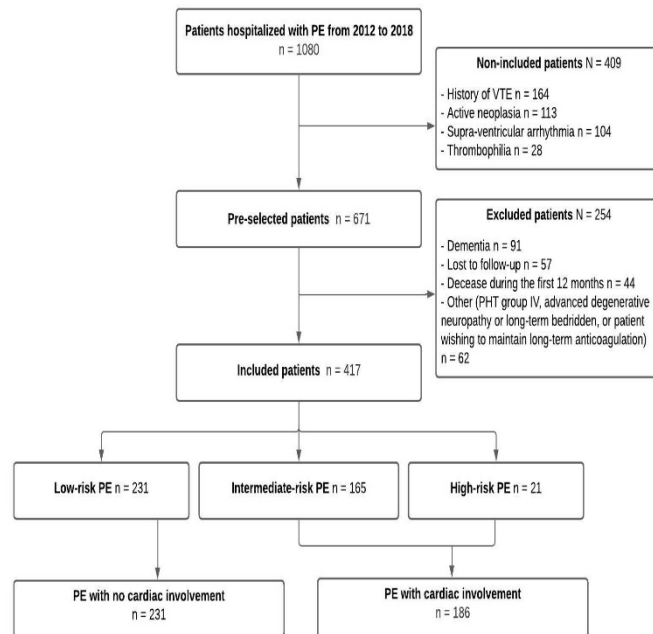 Patients hospitalized with PE from 2012 to 2018
n = 1080
Non-included patients N = 409
- History of VTE n = 164
- Active neoplasia n = 113
- Supra-ventricular arrhythmia n = 104
- Thrombophilia n = 28
Pre-selected patients n = 671
Excluded patients N = 254
- Dementia n = 91
- Lost to follow-up n = 57
- Decease during the first 12 months n = 44
- Other (PHT group IV, advanced degenerative
neuropathy or long-term bedridden, or patient
wishing to maintain long-term anticoagulation)
n = 62
Included patients n = 417
Low-risk PE n = 231
Intermediate-risk PE n = 165
High-risk PE n = 21
PE with no cardiac involvement
n = 231
PE with cardiac involvement
n = 186